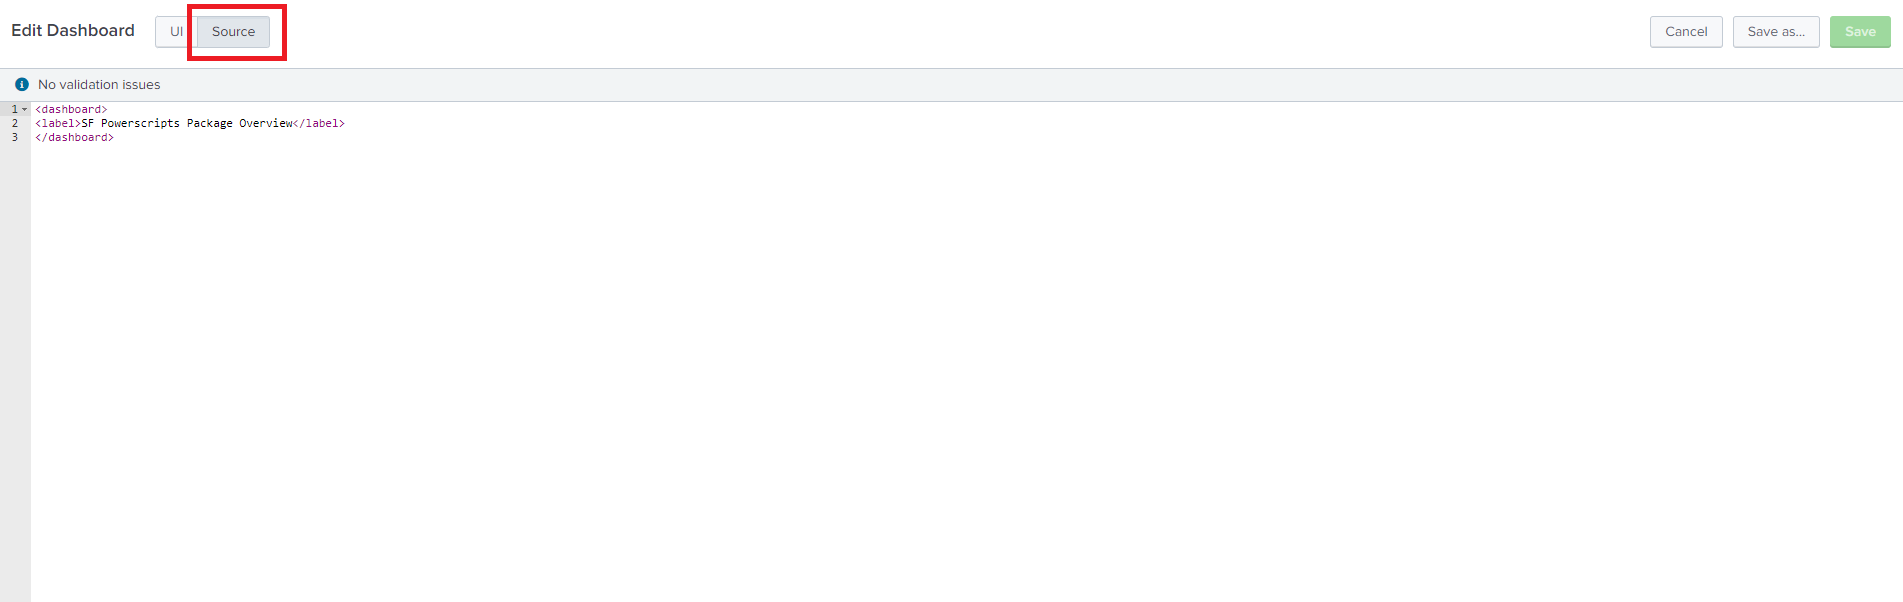 Edit Dashboard UI Source Cancel Save as... Save
No validation issues
1 <dashboard>
2 <label>SF Powerscripts Package Overview</label>
3 </dashboard>